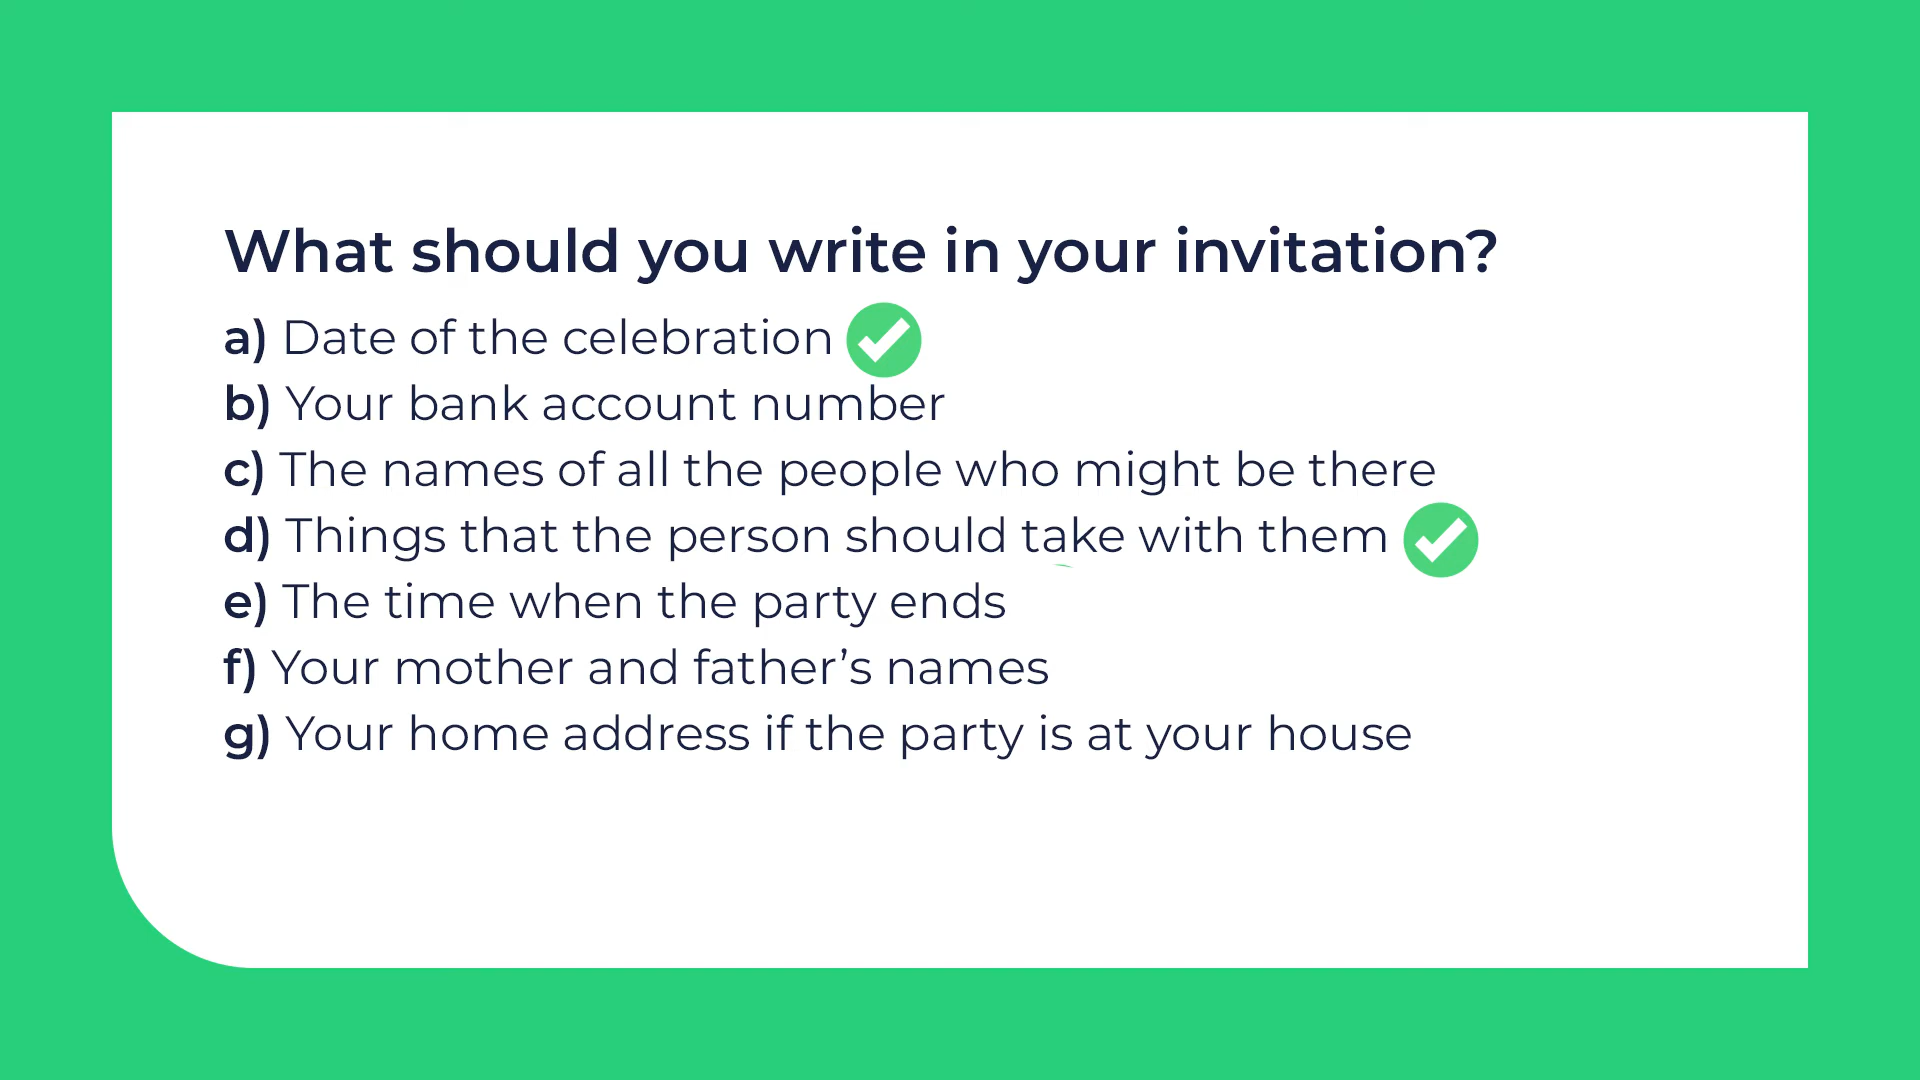 What should you write in your invitation?
a) Date of the celebration
b) Your bank account number
c) The names of all the people who might be there
d) Things that the person should take with them
e) The time when the party ends
f) Your mother and father’s names
g) Your home address if the party is at your house